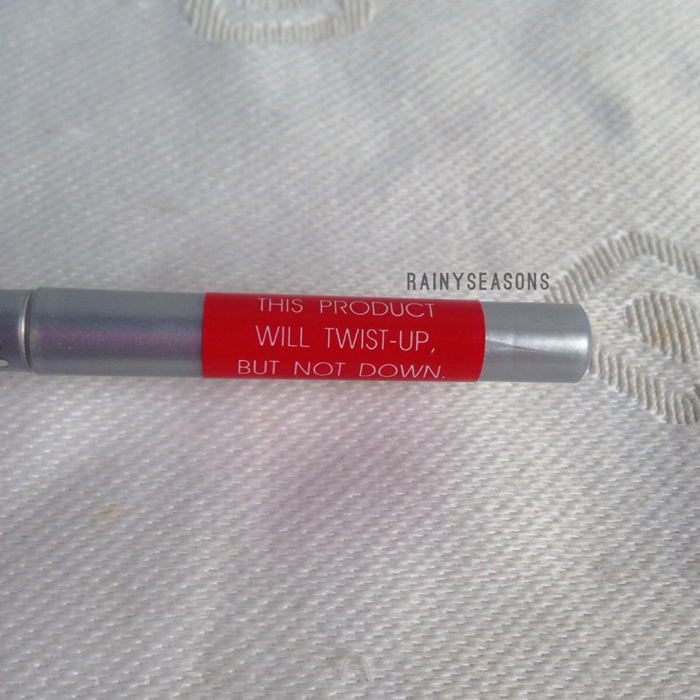 RAINYSEASONS
THIS PRODUCT
WILL TWIST-UP,
BUT NOT DOWN.